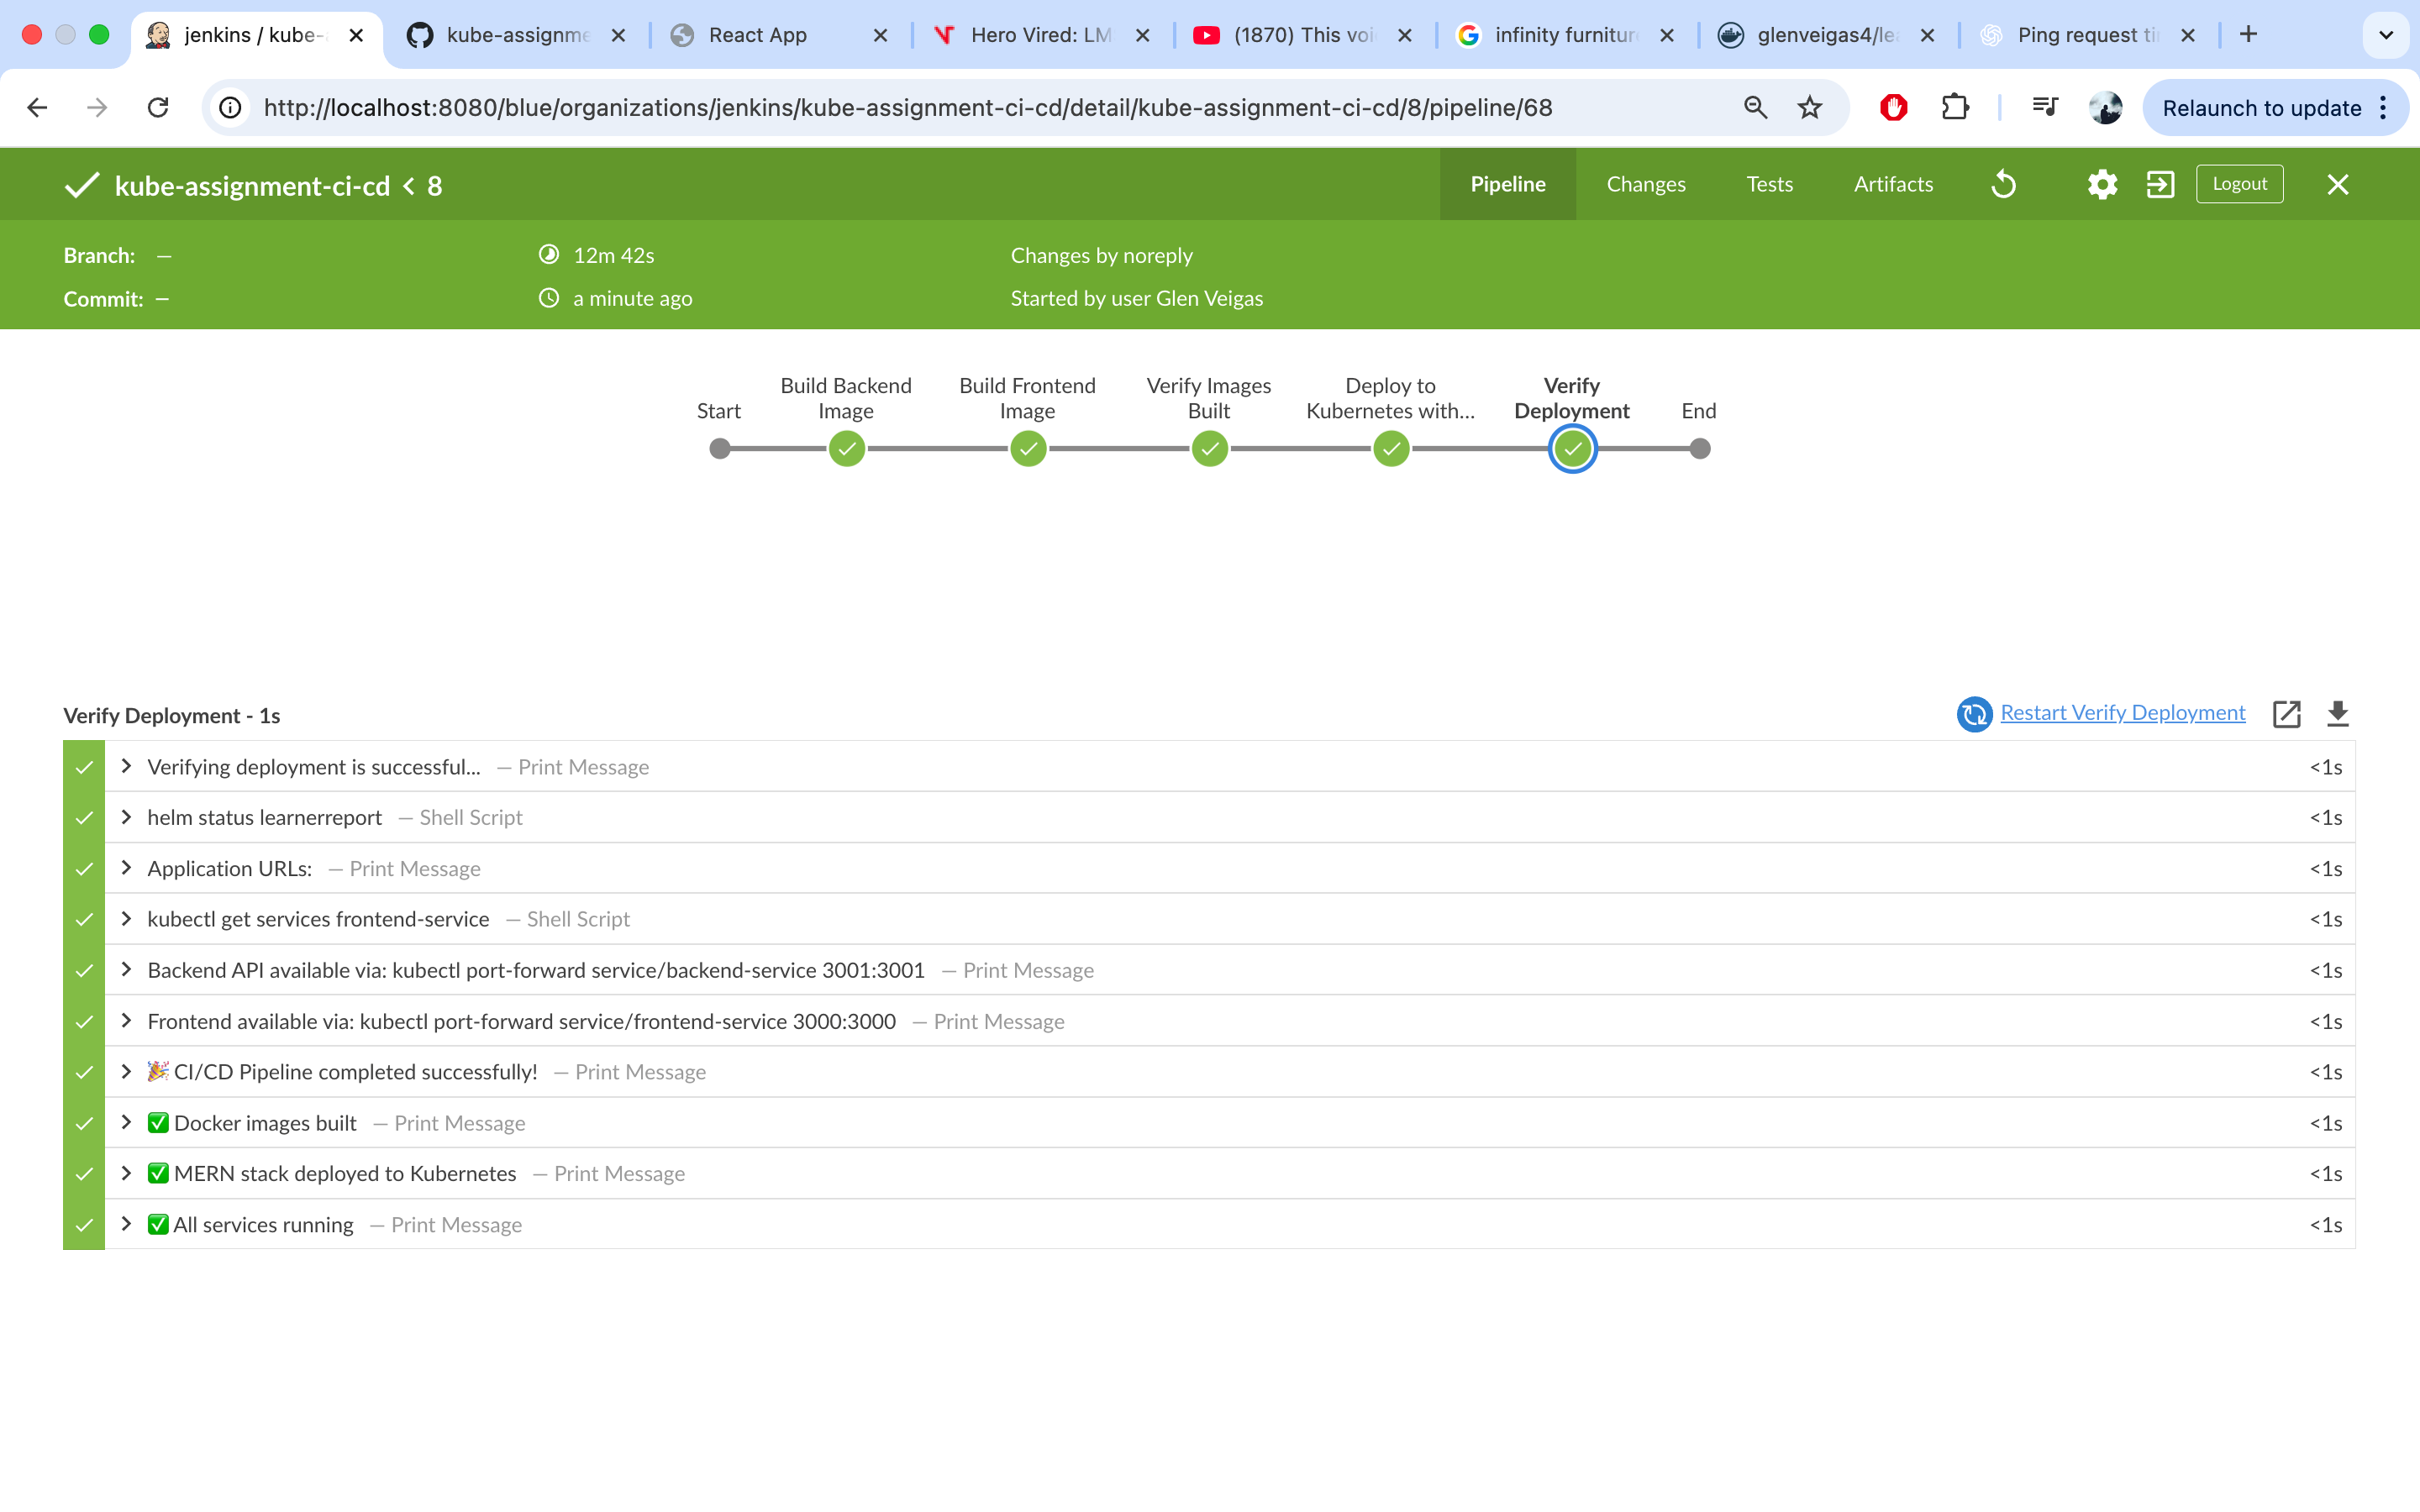 jenkins / kube-
kube-assignme
React App
Hero Vired: LM
(1870) This voi
infinity furnitur
glenveigas4/lea
Ping request ti
http://localhost:8080/blue/organizations/jenkins/kube-assignment-ci-cd/detail/kube-assignment-ci-cd/8/pipeline/68
Relaunch to update
kube-assignment-ci-cd < 8
Pipeline
Changes
Tests
Artifacts
Logout
Branch: —
12m 42s
Changes by noreply
Commit: —
a minute ago
Started by user Glen Veigas
Start
Build Backend
Image
Build Frontend
Image
Verify Images
Built
Deploy to
Kubernetes with...
Verify
Deployment
End
Verify Deployment - 1s
Restart Verify Deployment
Verifying deployment is successful... — Print Message <1s
helm status learnerreport — Shell Script <1s
Application URLs: — Print Message <1s
kubectl get services frontend-service — Shell Script <1s
Backend API available via: kubectl port-forward service/backend-service 3001:3001 — Print Message <1s
Frontend available via: kubectl port-forward service/frontend-service 3000:3000 — Print Message <1s
🎉 CI/CD Pipeline completed successfully! — Print Message <1s
✅ Docker images built — Print Message <1s
✅ MERN stack deployed to Kubernetes — Print Message <1s
✅ All services running — Print Message <1s